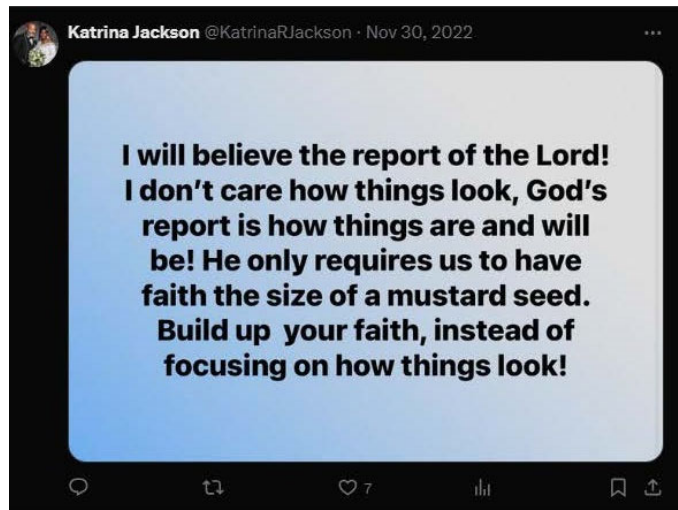 Katrina Jackson @KatrinaRJackson · Nov 30, 2022
I will believe the report of the Lord!
I don’t care how things look, God’s
report is how things are and will
be! He only requires us to have
faith the size of a mustard seed.
Build up  your faith, instead of
focusing on how things look!
7